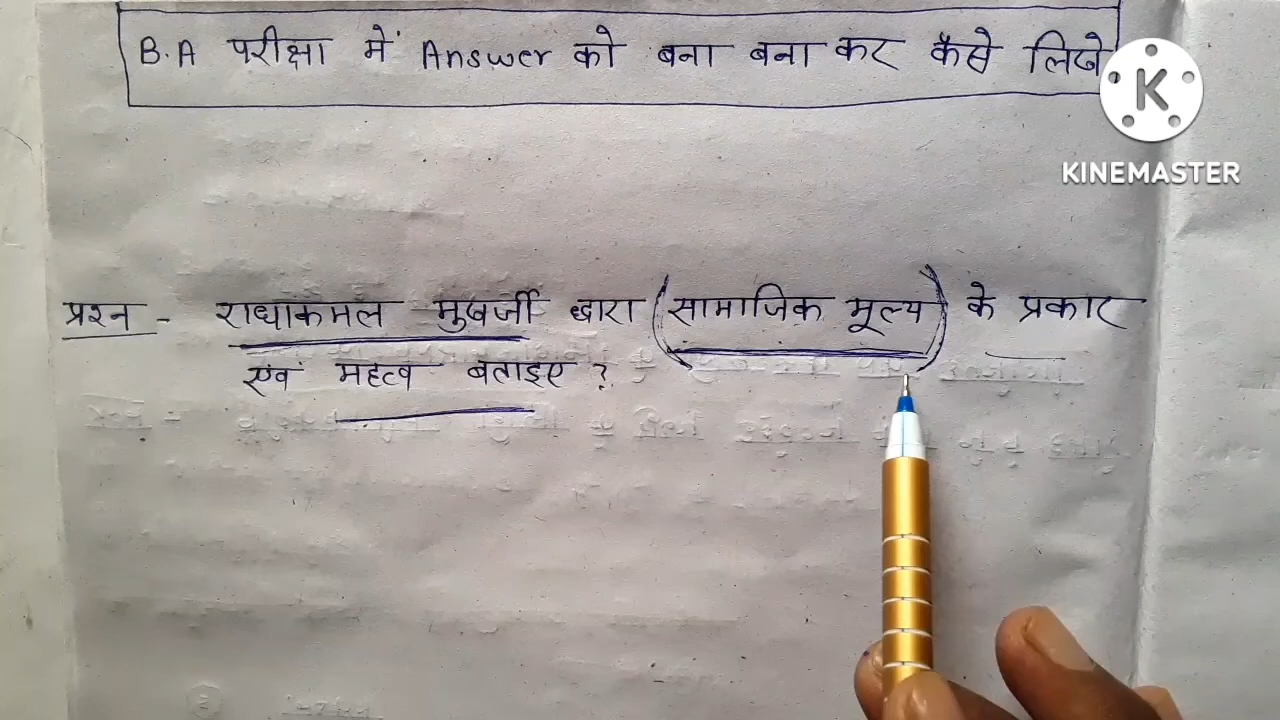 B.A परीक्षा में Answer को बना बना कर कैसे लिखे
K
KINEMASTER
प्रश्न - राधाकमल मुखर्जी द्वारा (सामाजिक मूल्य) के प्रकार
एवं महत्व बताइए ?